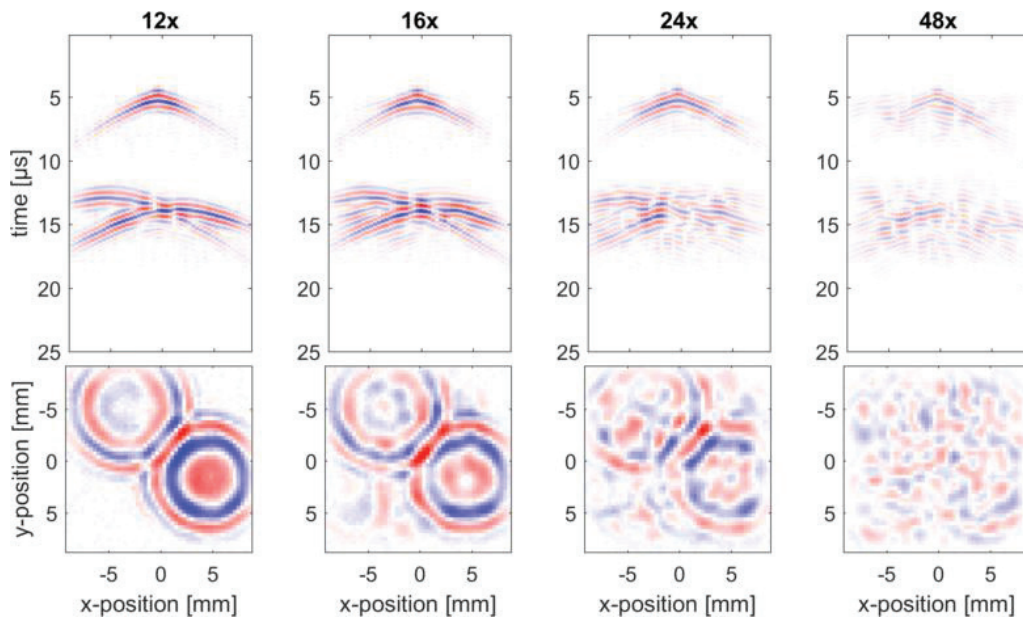 12x 16x 24x 48x
time [µs]
5 5 5 5
10 10 10 10
15 15 15 15
20 20 20 20
25 25 25 25
y-position [mm]
-5 -5 -5 -5
0 0 0 0
5 5 5 5
-5 0 5 -5 0 5 -5 0 5 -5 0 5
x-position [mm] x-position [mm] x-position [mm] x-position [mm]